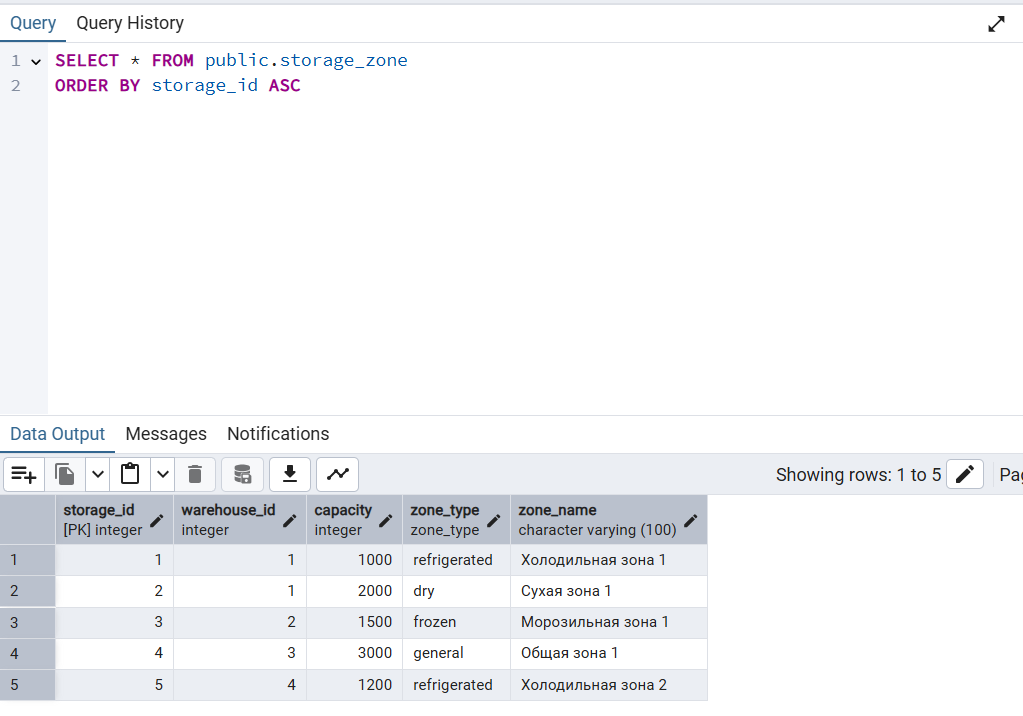 Query Query History
1 SELECT * FROM public.storage_zone
2 ORDER BY storage_id ASC
Data Output Messages Notifications
Showing rows: 1 to 5
storage_id warehouse_id capacity zone_type zone_name
[PK] integer integer integer zone_type character varying (100)
1 1 1 1000 refrigerated Холодильная зона 1
2 2 1 2000 dry Сухая зона 1
3 3 2 1500 frozen Морозильная зона 1
4 4 3 3000 general Общая зона 1
5 5 4 1200 refrigerated Холодильная зона 2